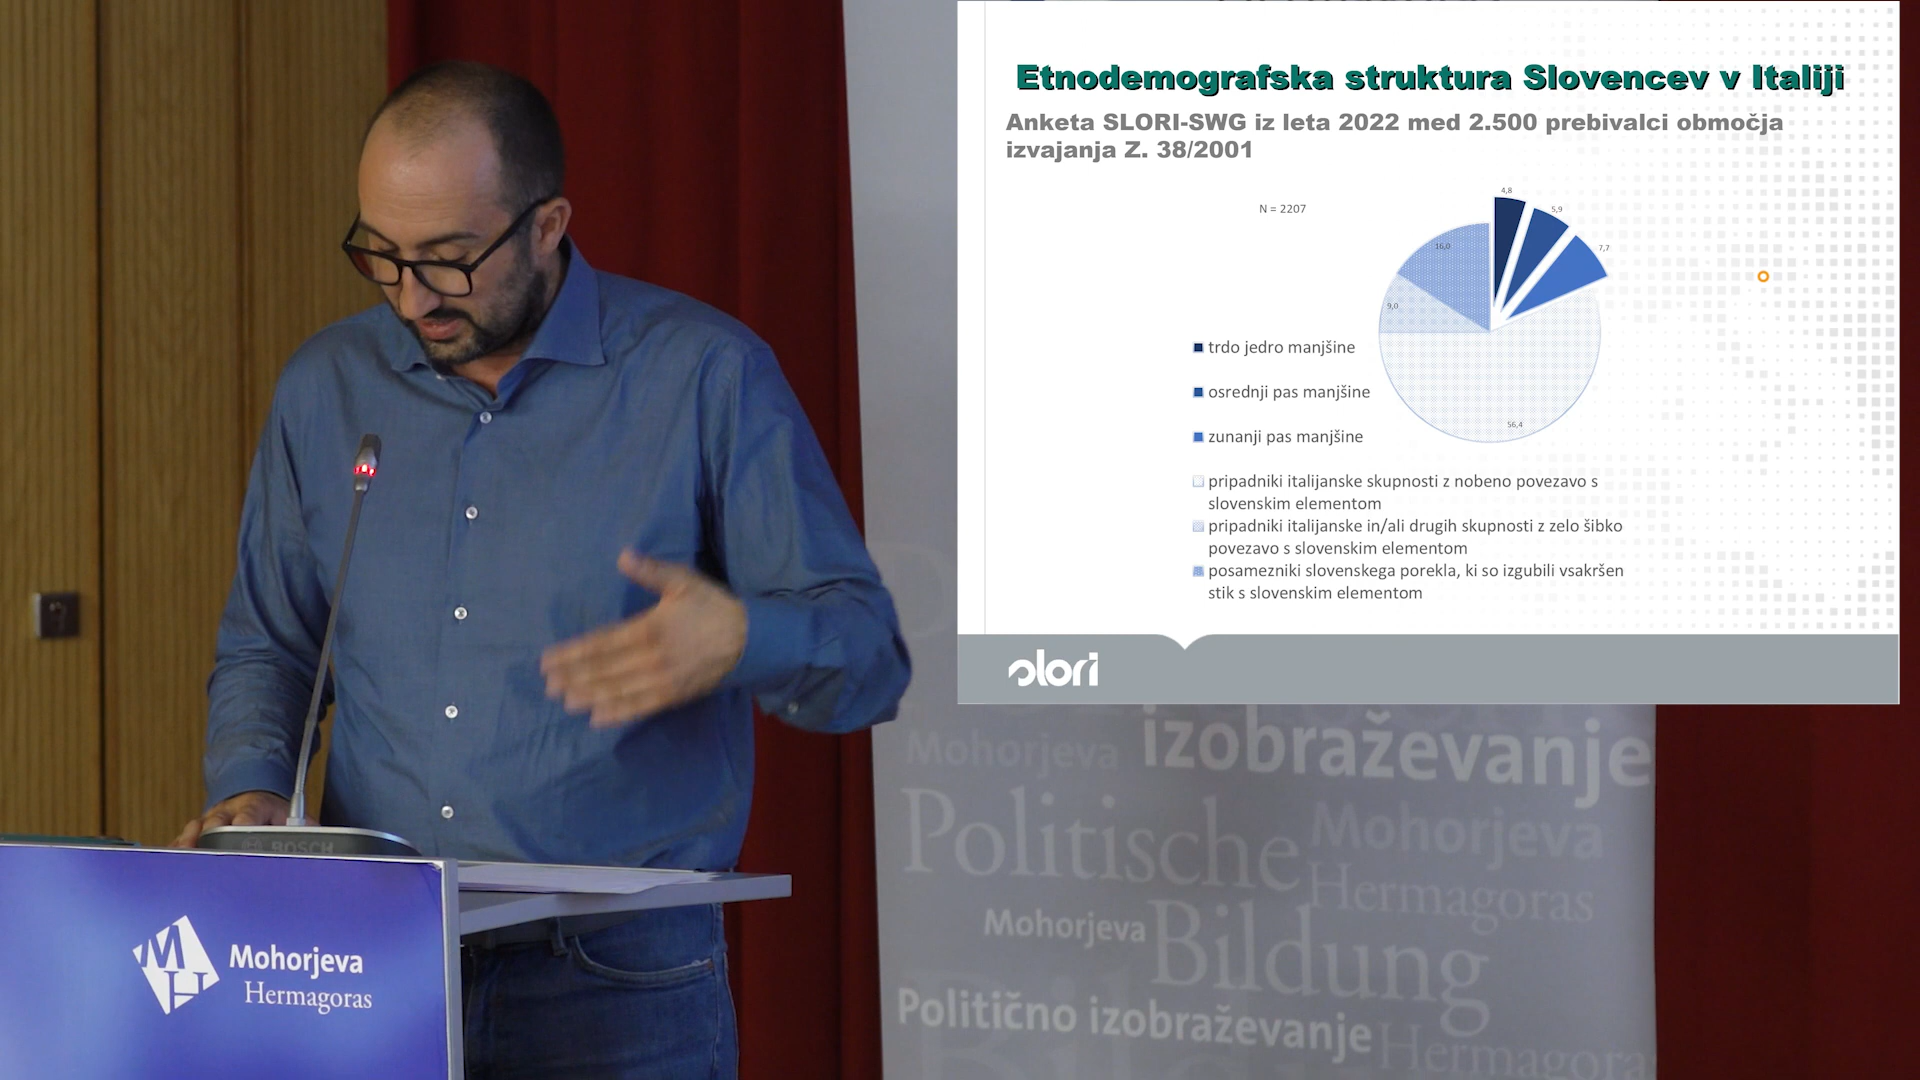 Etnodemografska struktura Slovencev v Italiji
Anketa SLORI-SWG iz leta 2022 med 2.500 prebivalci območja
izvajanja Z. 38/2001
N = 2207
4,8
5,9
7,7
16,0
9,0
56,4
trdo jedro manjšine
osrednji pas manjšine
zunanji pas manjšine
pripadniki italijanske skupnosti z nobeno povezavo s
slovenskim elementom
pripadniki italijanske in/ali drugih skupnosti z zelo šibko
povezavo s slovenskim elementom
posamezniki slovenskega porekla, ki so izgubili vsakršen
stik s slovenskim elementom
slori
Mohorjeva izobraževanje
Politische Mohorjeva
Hermagoras
Mohorjeva Bildung
Politično izobraževanje
Hermagoras
BOSCH
MH
Mohorjeva
Hermagoras